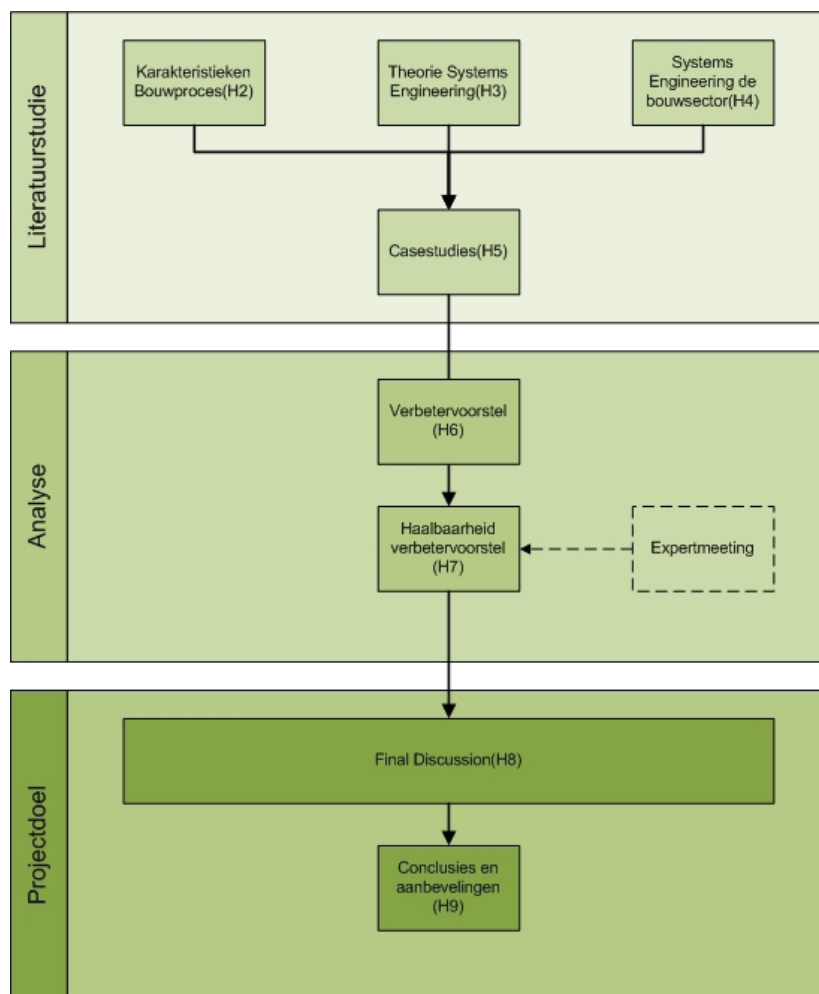 Literatuurstudie
Karakteristieken
Bouwproces(H2)
Theorie Systems
Engineering(H3)
Systems
Engineering de
bouwsector(H4)
Casestudies(H5)
Analyse
Verbetervoorstel
(H6)
Haalbaarheid
verbetervoorstel
(H7)
Expertmeeting
Projectdoel
Final Discussion(H8)
Conclusies en
aanbevelingen
(H9)